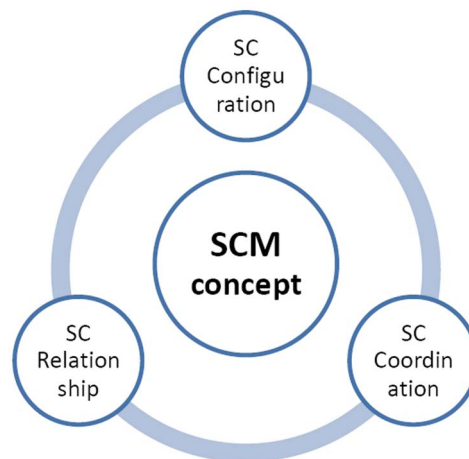 SC
Configu
ration
SCM
concept
SC
Relation
ship
SC
Coordin
ation